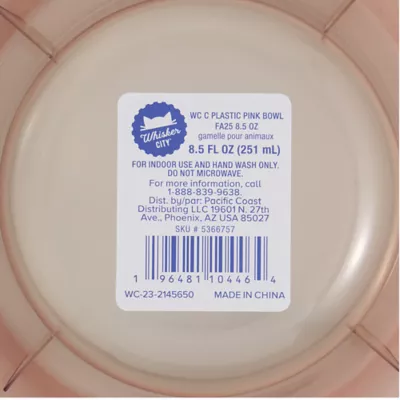 Whisker
CITY
WC C PLASTIC PINK BOWL
FA25 8.5 OZ
gamelle pour animaux
8.5 FL OZ (251 mL)
FOR INDOOR USE AND HAND WASH ONLY.
DO NOT MICROWAVE.
For more information, call
1-888-839-9638.
Dist. by/par: Pacific Coast
Distributing LLC 19601 N. 27th
Ave., Phoenix, AZ USA 85027
SKU # 5366757
1 96481 10446 4
WC-23-2145650 MADE IN CHINA